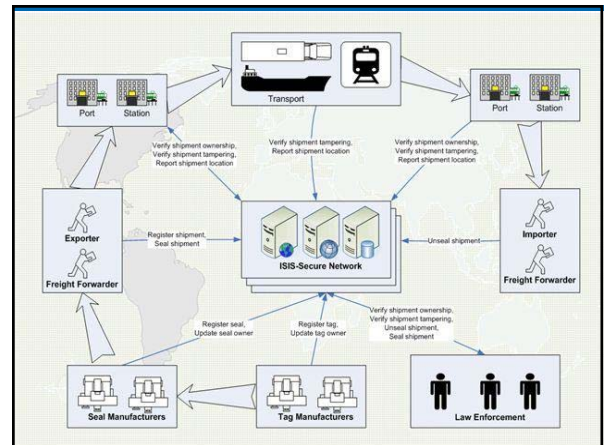 Transport
Port
Station
Port
Station
Verify shipment ownership,
Verify shipment tampering,
Report shipment location
Verify shipment tampering,
Report shipment location
Verify shipment ownership,
Verify shipment tampering,
Report shipment location
Exporter
Freight Forwarder
Register shipment,
Seal shipment
ISIS-Secure Network
Unseal shipment
Importer
Freight Forwarder
Register seal,
Update seal owner
Register tag,
Update tag owner
Verify shipment ownership,
Verify shipment tampering,
Unseal shipment,
Seal shipment
Seal Manufacturers
Tag Manufacturers
Law Enforcement